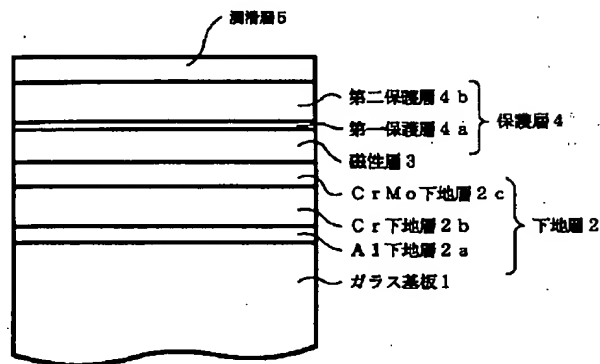 潤滑層5
第二保護層4b
第一保護層4a
保護層4
磁性層3
CrMo下地層2c
Cr下地層2b
下地層2
Al下地層2a
ガラス基板1